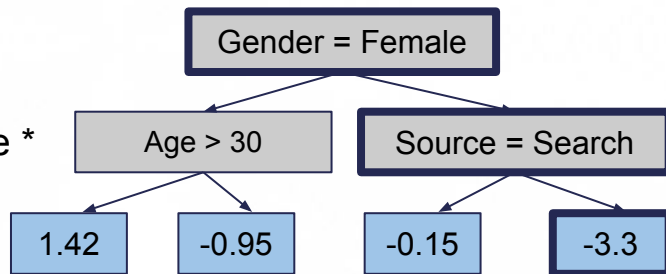 Gender = Female
e *
Age > 30
Source = Search
1.42
-0.95
-0.15
-3.3